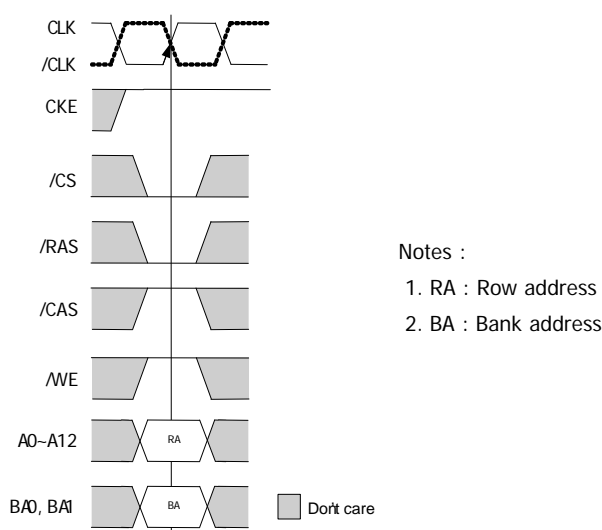 CLK
/CLK
CKE
/CS
/RAS
/CAS
/WE
A0~A12
RA
BA0, BA1
BA
Don't care
Notes :
1. RA : Row address
2. BA : Bank address